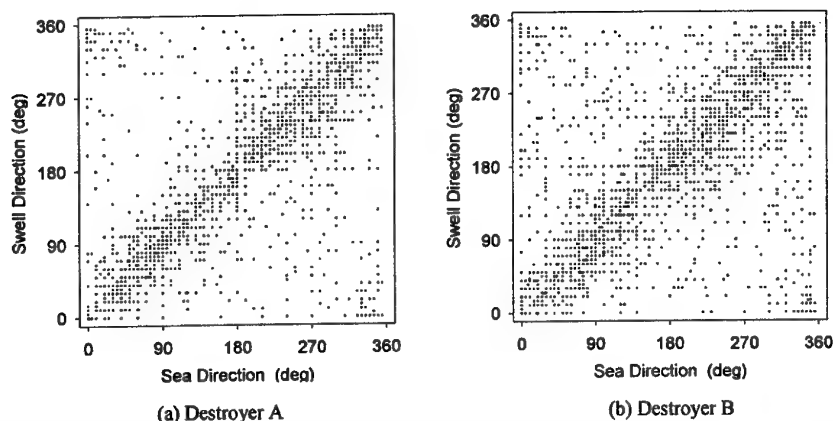 360
270
180
90
0
Swell Direction (deg)
0 90 180 270 360
Sea Direction (deg)
(a) Destroyer A
360
270
180
90
0
Swell Direction (deg)
0 90 180 270 360
Sea Direction (deg)
(b) Destroyer B